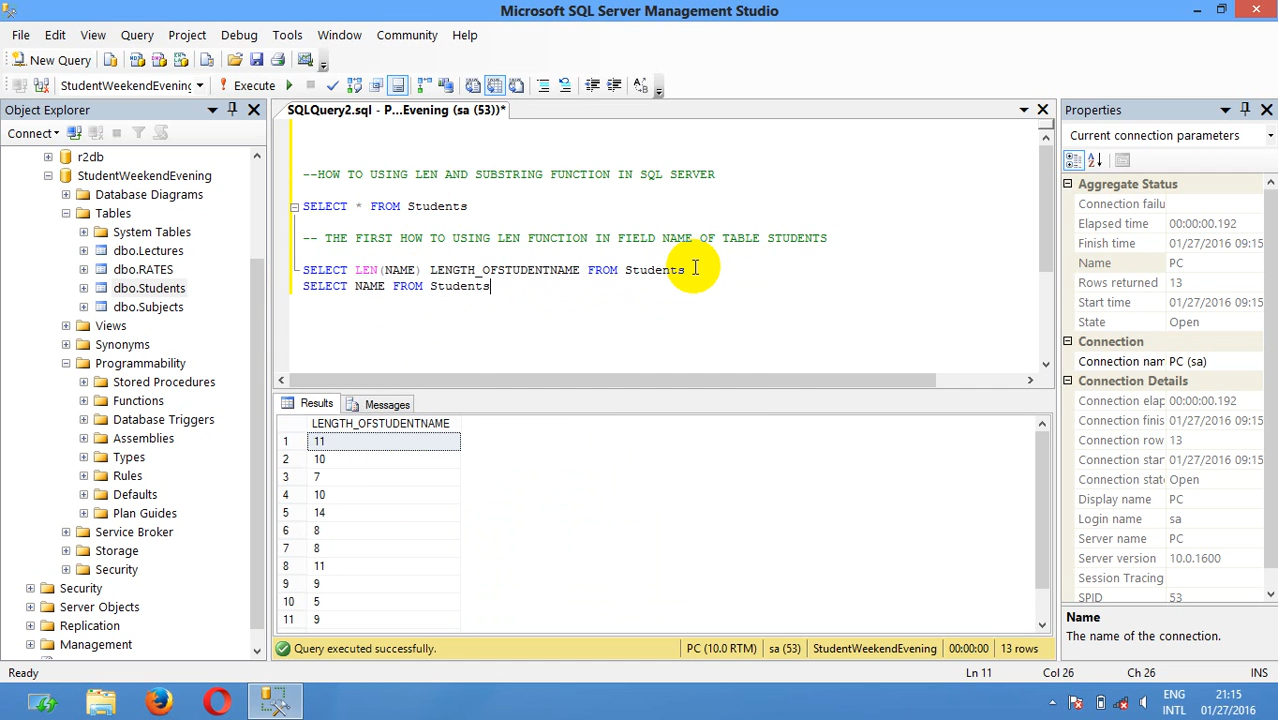 Microsoft SQL Server Management Studio
File Edit View Query Project Debug Tools Window Community Help
New Query
StudentWeekendEvening Execute
Object Explorer
Connect
r2db
StudentWeekendEvening
Database Diagrams
Tables
System Tables
dbo.Lectures
dbo.RATES
dbo.Students
dbo.Subjects
Views
Synonyms
Programmability
Stored Procedures
Functions
Database Triggers
Assemblies
Types
Rules
Defaults
Plan Guides
Service Broker
Storage
Security
Security
Server Objects
Replication
Management
SQLQuery2.sql - P...Evening (sa (53))*
--HOW TO USING LEN AND SUBSTRING FUNCTION IN SQL SERVER
SELECT * FROM Students
-- THE FIRST HOW TO USING LEN FUNCTION IN FIELD NAME OF TABLE STUDENTS
SELECT LEN(NAME) LENGTH_OFSTUDENTNAME FROM Students
SELECT NAME FROM Students
Results Messages
LENGTH_OFSTUDENTNAME
1 11
2 10
3 7
4 10
5 14
6 8
7 8
8 11
9 9
10 5
11 9
Query executed successfully. PC (10.0 RTM) sa (53) StudentWeekendEvening 00:00:00 13 rows
Properties
Current connection parameters
Aggregate Status
Connection failu
Elapsed time 00:00:00.192
Finish time 01/27/2016 09:15
Name PC
Rows returned 13
Start time 01/27/2016 09:15
State Open
Connection
Connection nam PC (sa)
Connection Details
Connection elap 00:00:00.192
Connection finis 01/27/2016 09:15
Connection row 13
Connection star 01/27/2016 09:15
Connection stat Open
Display name PC
Login name sa
Server name PC
Server version 10.0.1600
Session Tracing
SPID 53
Name
The name of the connection.
Ready Ln 11 Col 26 Ch 26
ENG
INTL
21:15
01/27/2016